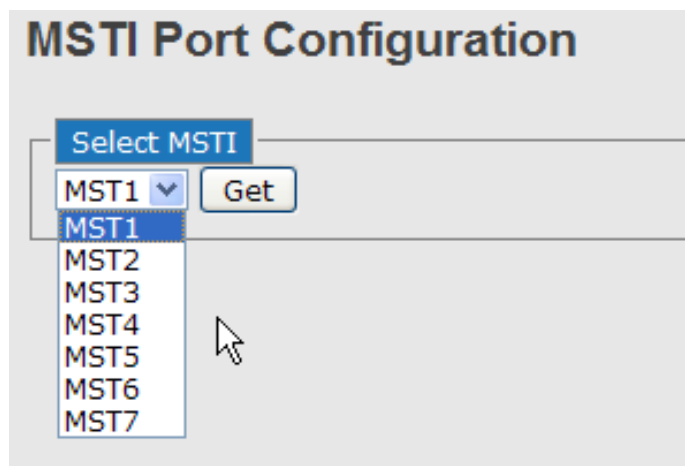 MSTI Port Configuration
Select MSTI
MST1 Get
MST1
MST2
MST3
MST4
MST5
MST6
MST7